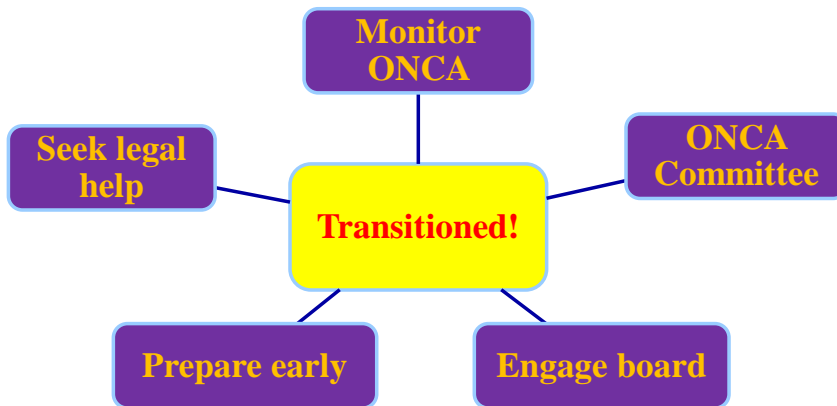 Monitor
ONCA
Seek legal
help
ONCA
Committee
Transitioned!
Prepare early
Engage board